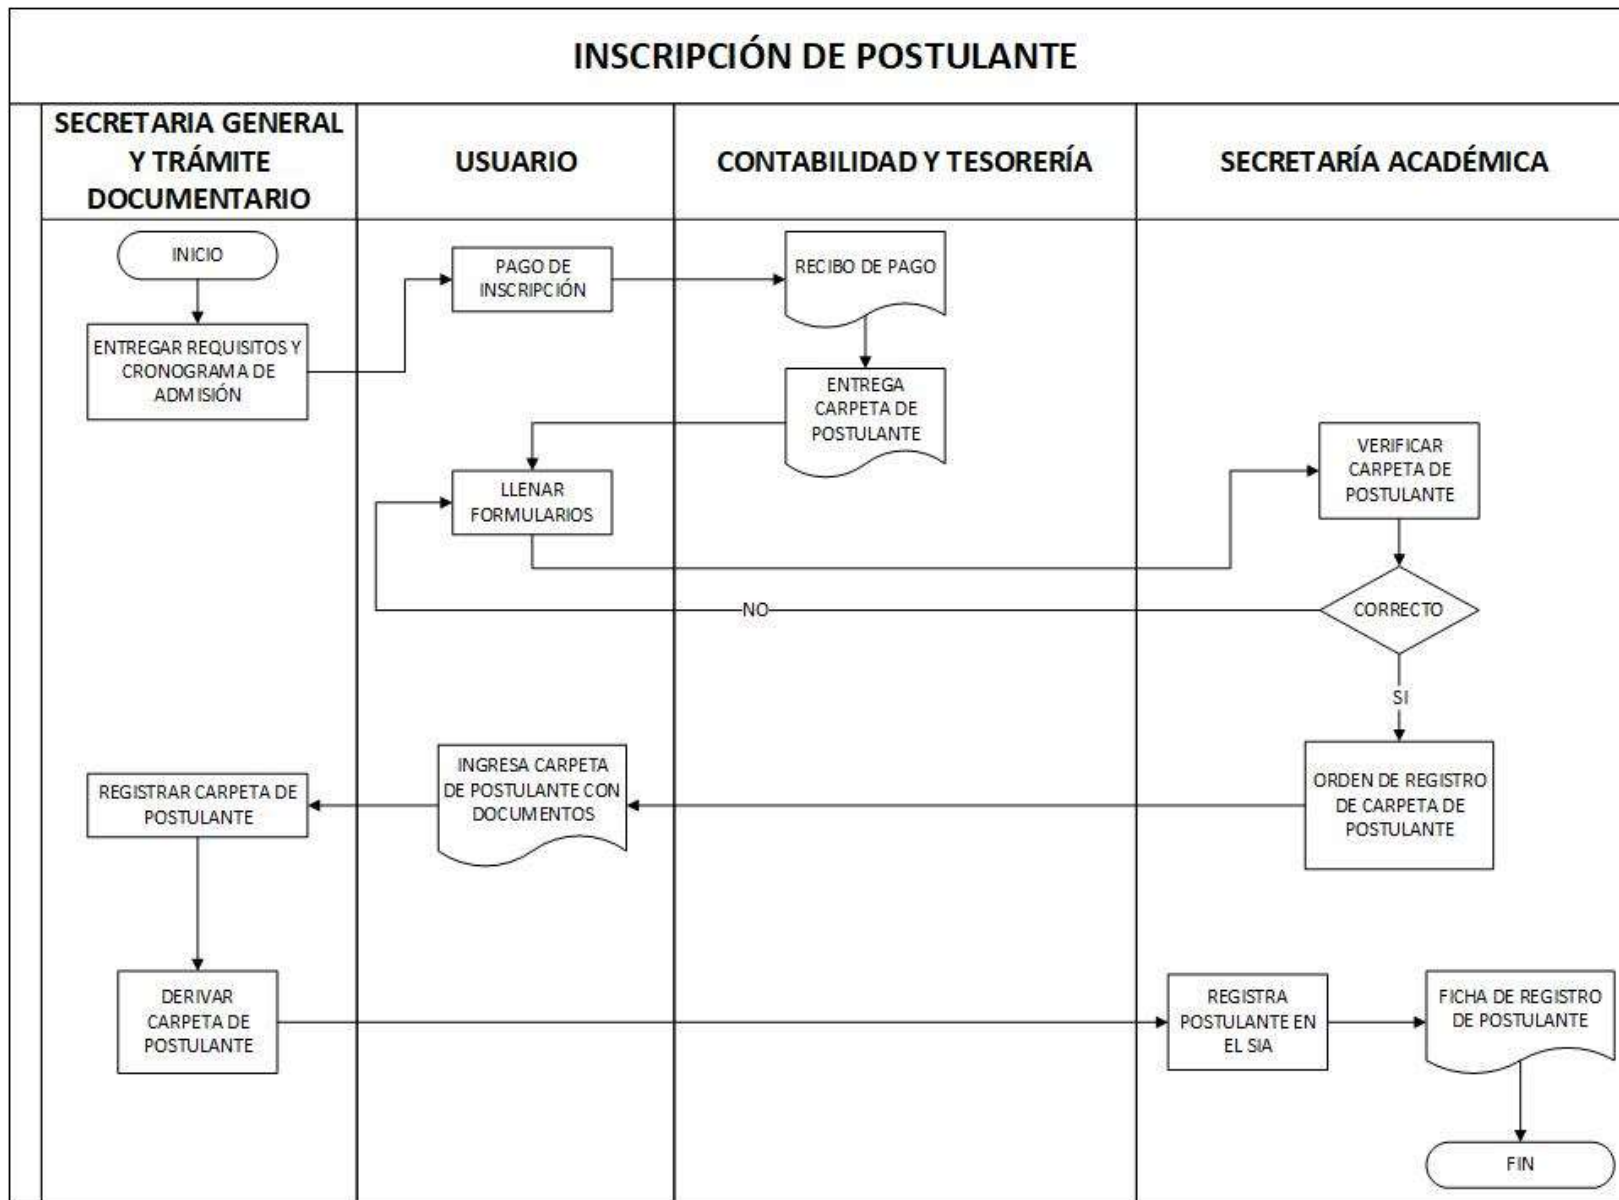 INSCRIPCIÓN DE POSTULANTE
SECRETARIA GENERAL
Y TRÁMITE
DOCUMENTARIO
USUARIO
CONTABILIDAD Y TESORERÍA
SECRETARÍA ACADÉMICA
INICIO
ENTREGAR REQUISITOS Y
CRONOGRAMA DE
ADMISIÓN
PAGO DE
INSCRIPCIÓN
RECIBO DE PAGO
ENTREGA
CARPETA DE
POSTULANTE
LLENAR
FORMULARIOS
VERIFICAR
CARPETA DE
POSTULANTE
CORRECTO
NO
SI
ORDEN DE REGISTRO
DE CARPETA DE
POSTULANTE
INGRESA CARPETA
DE POSTULANTE CON
DOCUMENTOS
REGISTRAR CARPETA DE
POSTULANTE
DERIVAR
CARPETA DE
POSTULANTE
REGISTRA
POSTULANTE EN
EL SIA
FICHA DE REGISTRO
DE POSTULANTE
FIN